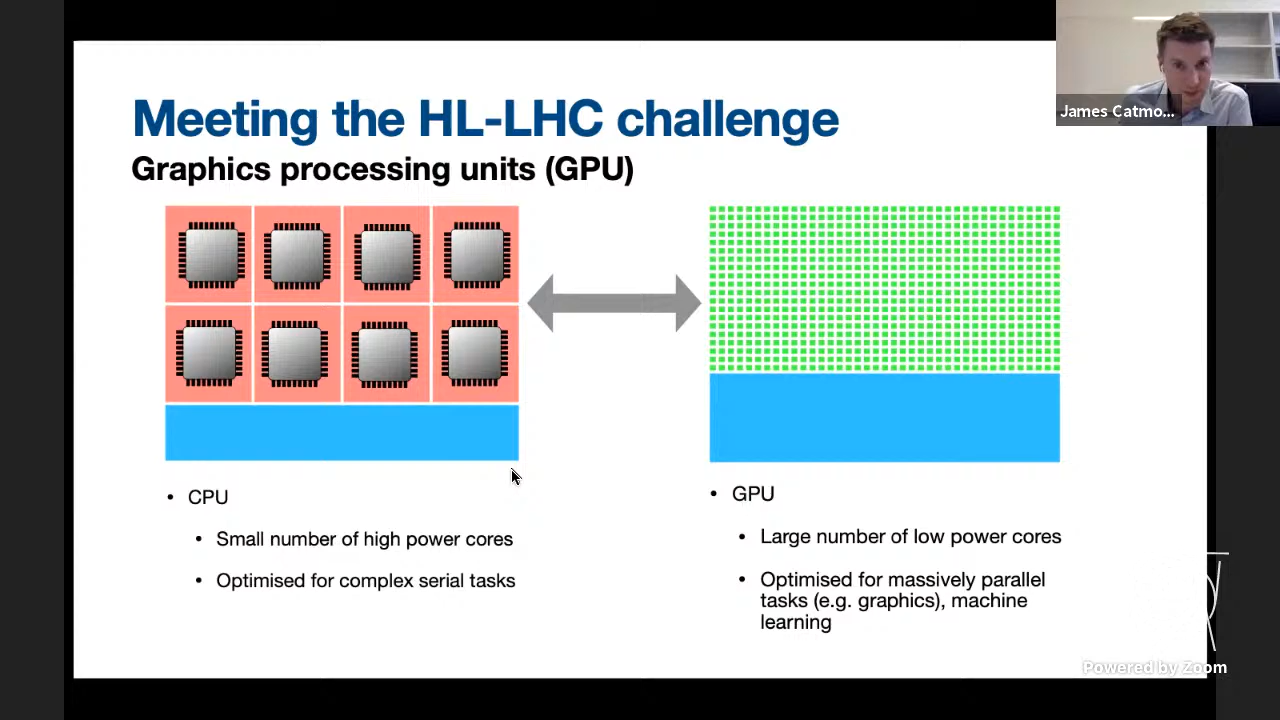 Meeting the HL-LHC challenge
Graphics processing units (GPU)
James Catmo...
• CPU
• Small number of high power cores
• Optimised for complex serial tasks
• GPU
• Large number of low power cores
• Optimised for massively parallel
tasks (e.g. graphics), machine
learning
Powered by Zoom